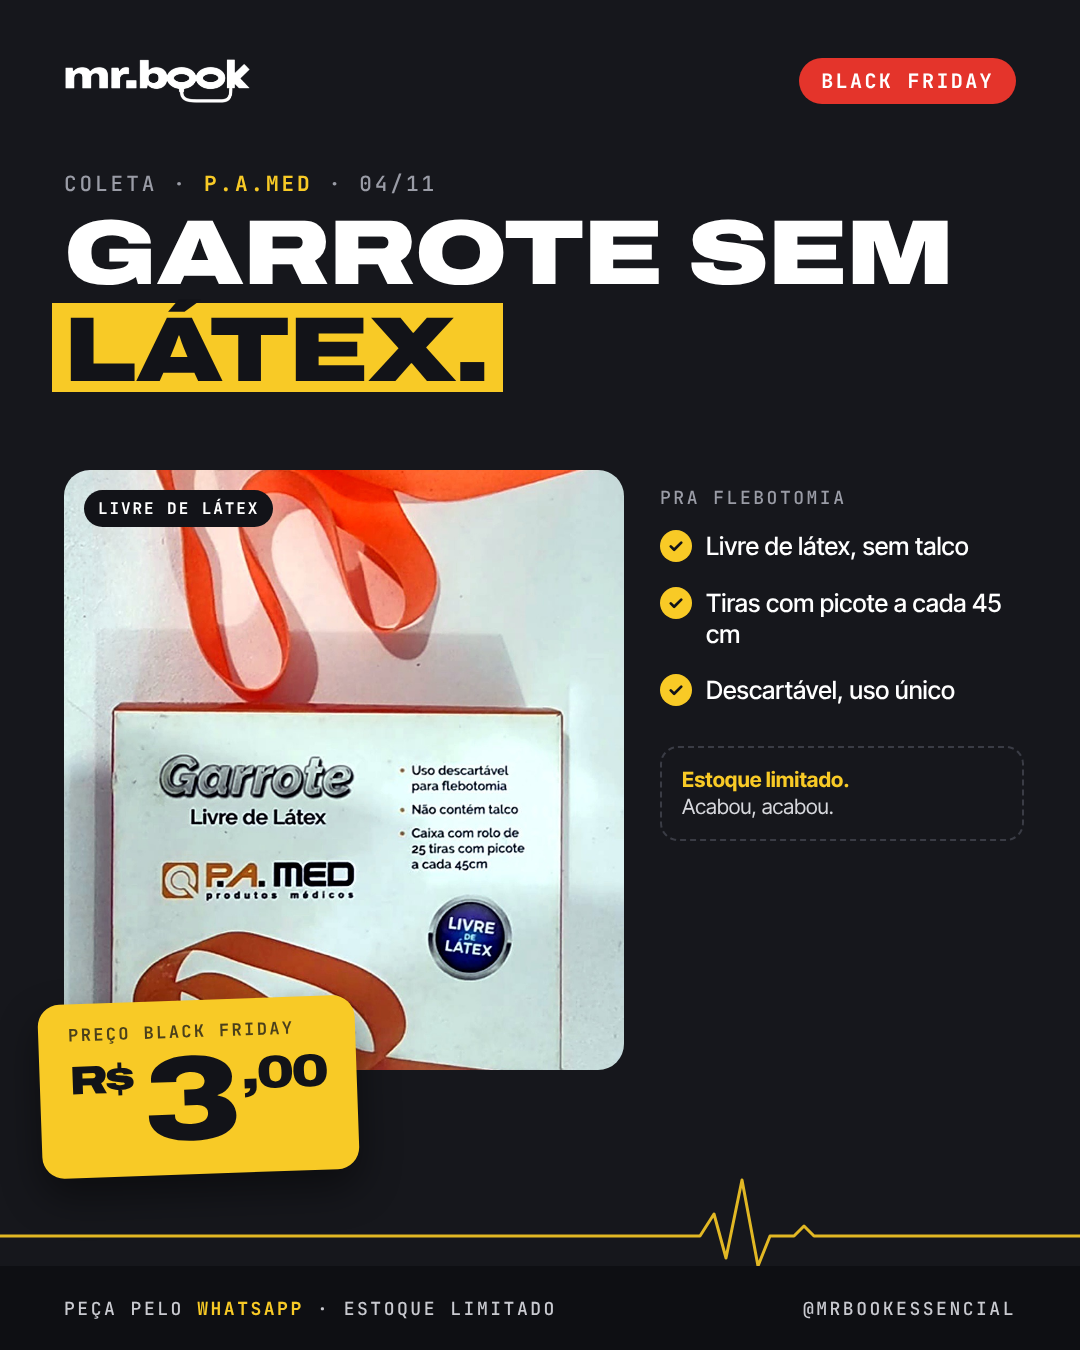 mr.book
BLACK FRIDAY
COLETA · P.A.MED · 04/11
GARROTE SEM
LÁTEX.
LIVRE DE LÁTEX
Garrote
Livre de Látex
P.A. MED
produtos médicos
• Uso descartável
para flebotomia
• Não contém talco
• Caixa com rolo de
25 tiras com picote
a cada 45cm
LIVRE
DE
LÁTEX
PRA FLEBOTOMIA
Livre de látex, sem talco
Tiras com picote a cada 45
cm
Descartável, uso único
Estoque limitado.
Acabou, acabou.
PREÇO BLACK FRIDAY
R$ 3,00
PEÇA PELO WHATSAPP · ESTOQUE LIMITADO
@MRBOOKESSENCIAL